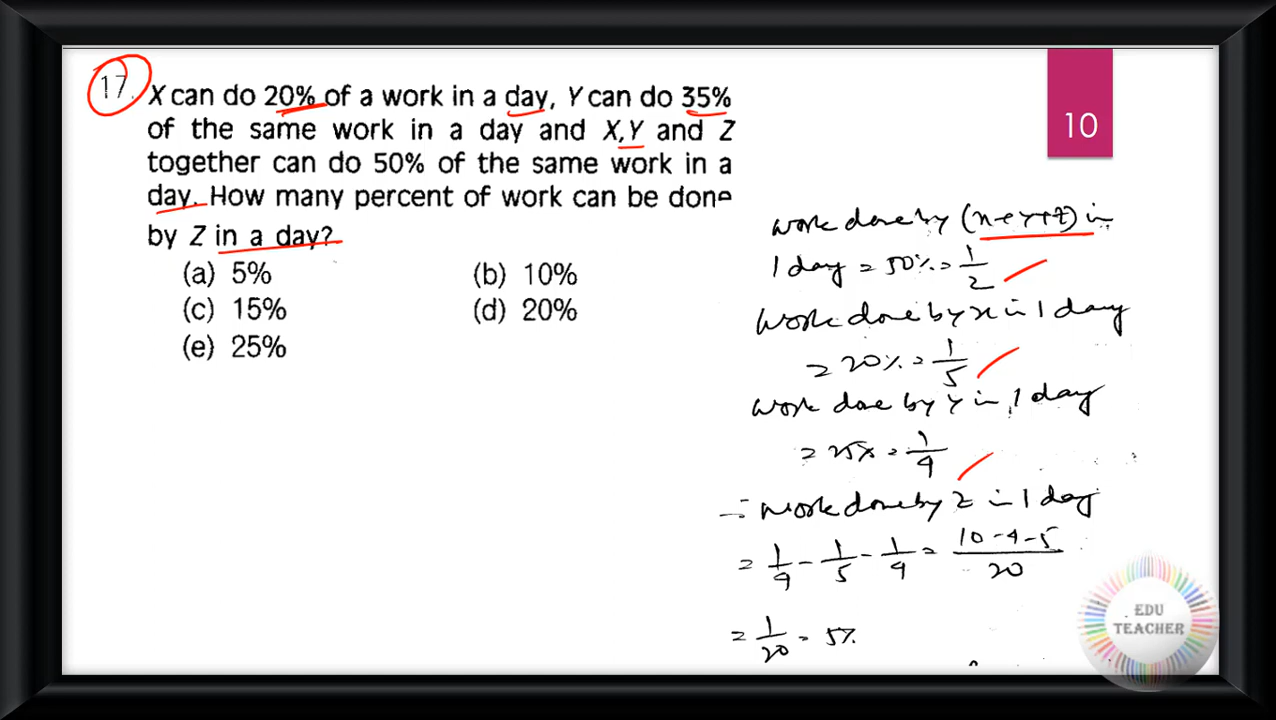 17. X can do 20% of a work in a day, Y can do 35%
of the same work in a day and X,Y and Z
together can do 50% of the same work in a
day. How many percent of work can be done
by Z in a day?
(a) 5% (b) 10%
(c) 15% (d) 20%
(e) 25%
10
work done by (x+y+z) in
1 day = 50% = 1/2
work done by x in 1 day
= 20% = 1/5
work done by y in 1 day
= 25% = 1/4
∴ work done by z in 1 day
= 1/4 - 1/5 - 1/4 = 10-4-5/20
= 1/20 = 5%
EDU
TEACHER